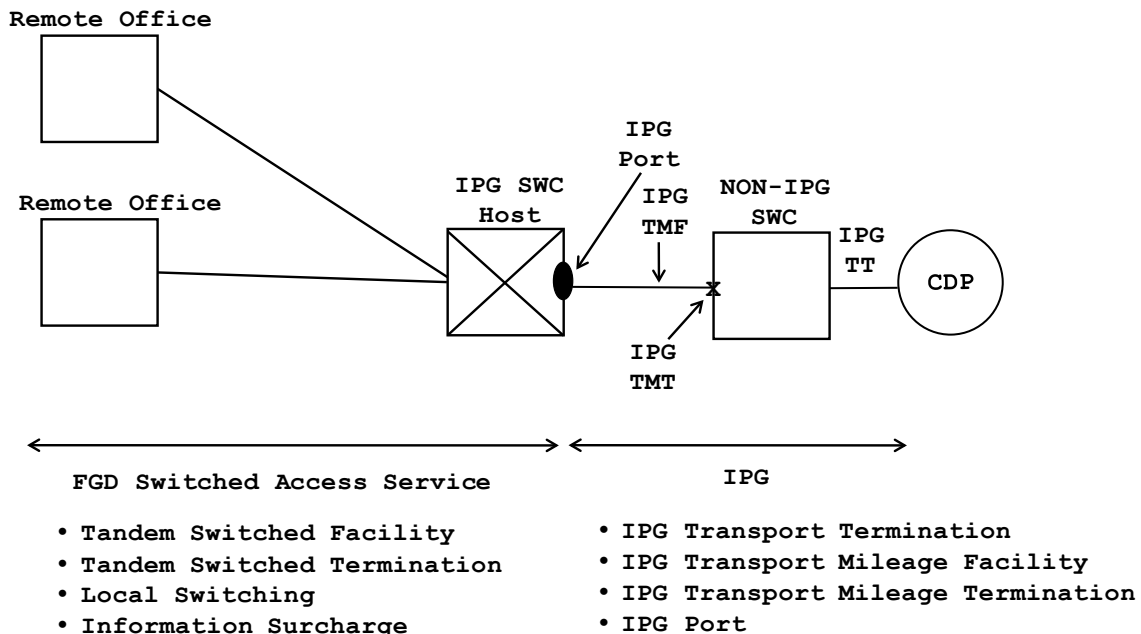 Remote Office
Remote Office
IPG SWC
Host
IPG
Port
IPG
TMF
NON-IPG
SWC
IPG
TT
CDP
x
IPG
TMT
FGD Switched Access Service
IPG
• Tandem Switched Facility
• Tandem Switched Termination
• Local Switching
• Information Surcharge
• IPG Transport Termination
• IPG Transport Mileage Facility
• IPG Transport Mileage Termination
• IPG Port